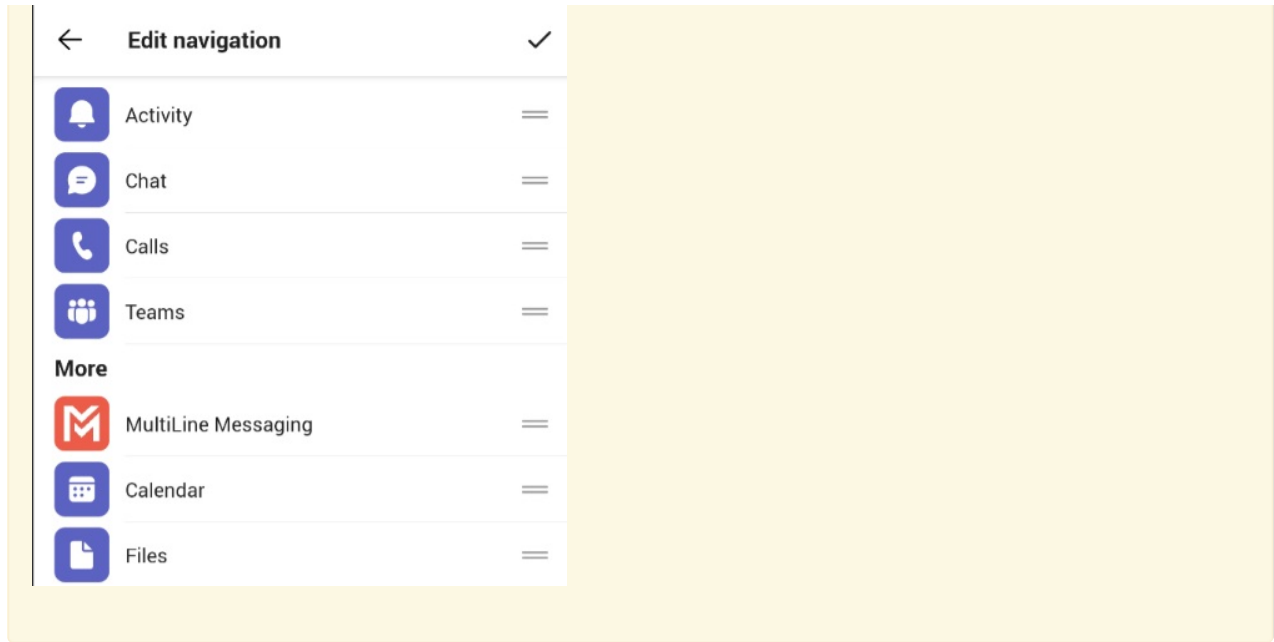 Edit navigation
Activity
Chat
Calls
Teams
More
MultiLine Messaging
Calendar
Files